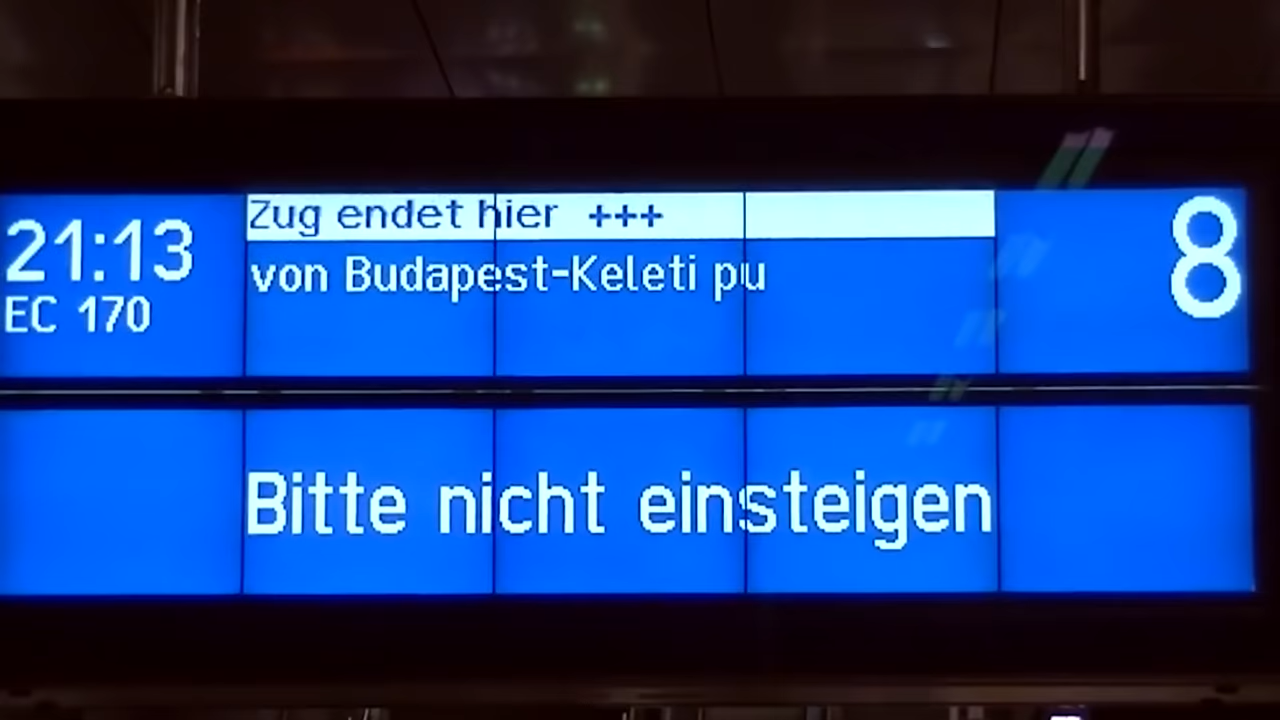 21:13
EC 170
Zug endet hier +++
von Budapest-Keleti pu
8
Bitte nicht einsteigen